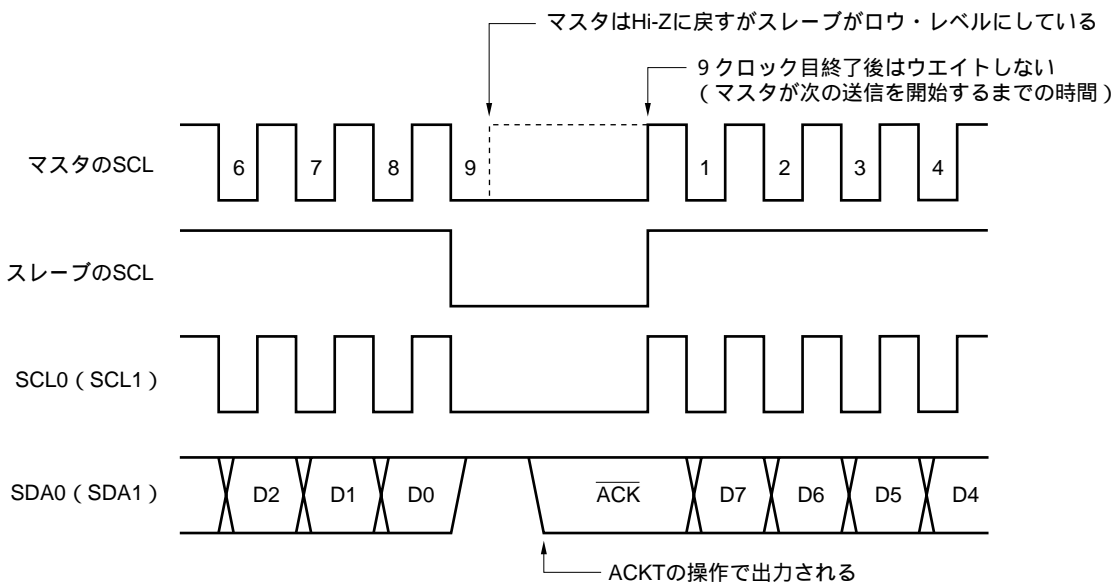 マスタはHi-Zに戻すがスレーブがロウ・レベルにしている
9クロック目終了後はウエイトしない
(マスタが次の送信を開始するまでの時間)
マスタのSCL
6 7 8 9 1 2 3 4
スレーブのSCL
SCL0(SCL1)
SDA0(SDA1)
D2 D1 D0 ACK D7 D6 D5 D4
ACKTの操作で出力される